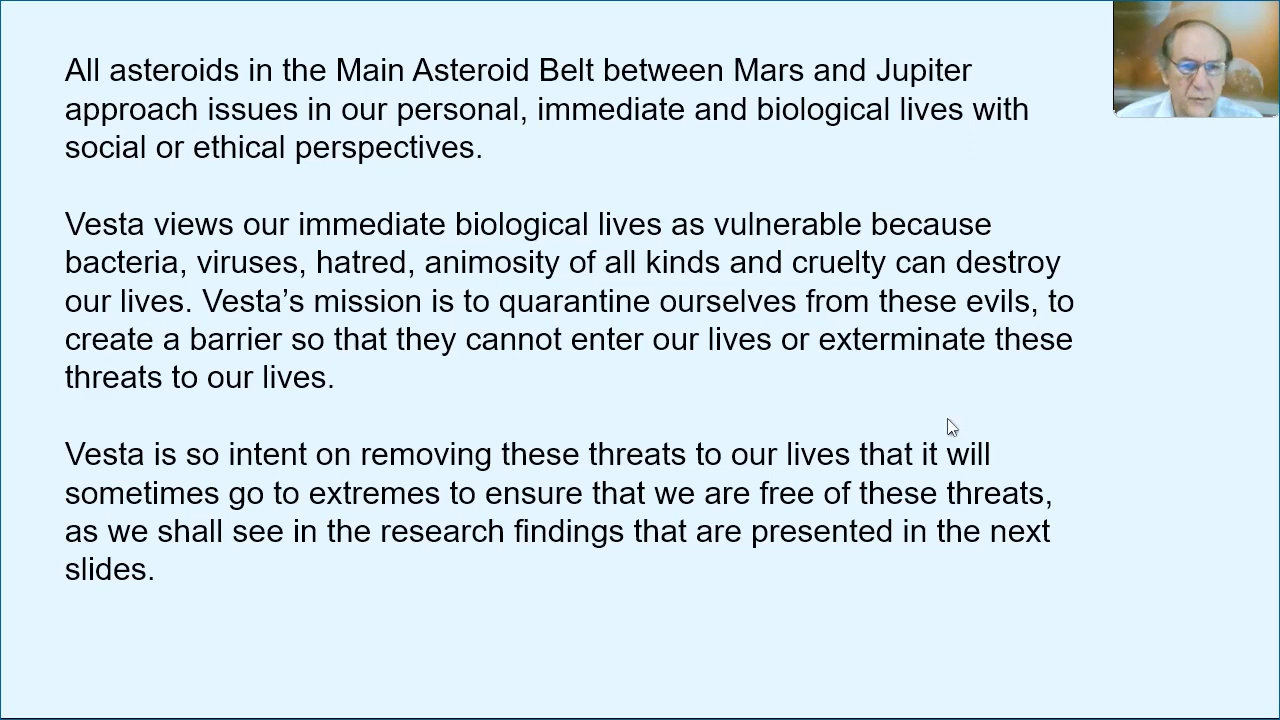 All asteroids in the Main Asteroid Belt between Mars and Jupiter
approach issues in our personal, immediate and biological lives with
social or ethical perspectives.
Vesta views our immediate biological lives as vulnerable because
bacteria, viruses, hatred, animosity of all kinds and cruelty can destroy
our lives. Vesta’s mission is to quarantine ourselves from these evils, to
create a barrier so that they cannot enter our lives or exterminate these
threats to our lives.
Vesta is so intent on removing these threats to our lives that it will
sometimes go to extremes to ensure that we are free of these threats,
as we shall see in the research findings that are presented in the next
slides.